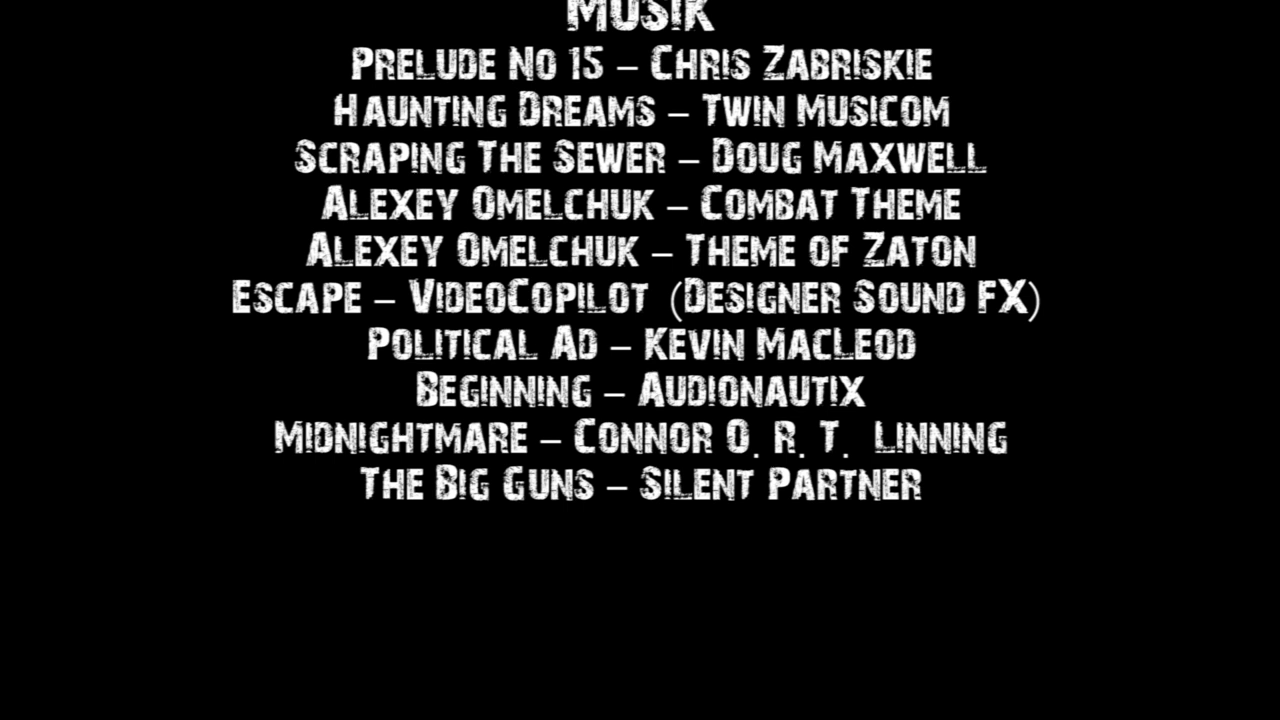 Musik
Prelude No 15 – Chris Zabriskie
Haunting Dreams – Twin Musicom
Scraping The Sewer – Doug Maxwell
Alexey Omelchuk – Combat Theme
Alexey Omelchuk – Theme of Zaton
Escape – VideoCopilot (Designer Sound FX)
Political Ad – Kevin MacLeod
Beginning – Audionautix
Midnightmare – Connor O. R. T. Linning
The Big Guns – Silent Partner